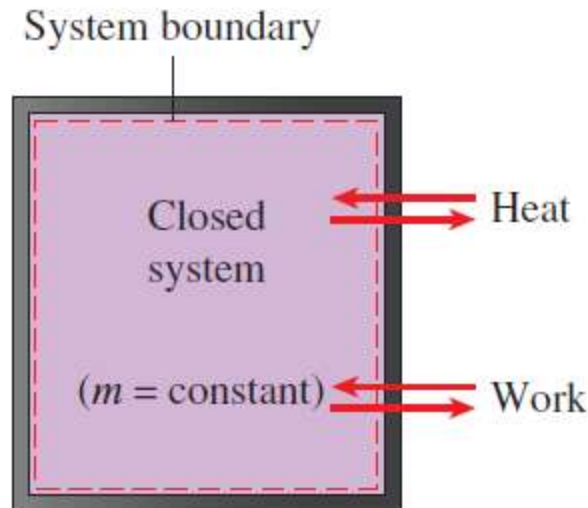 System boundary
Closed
system
Heat
(m = constant)
Work